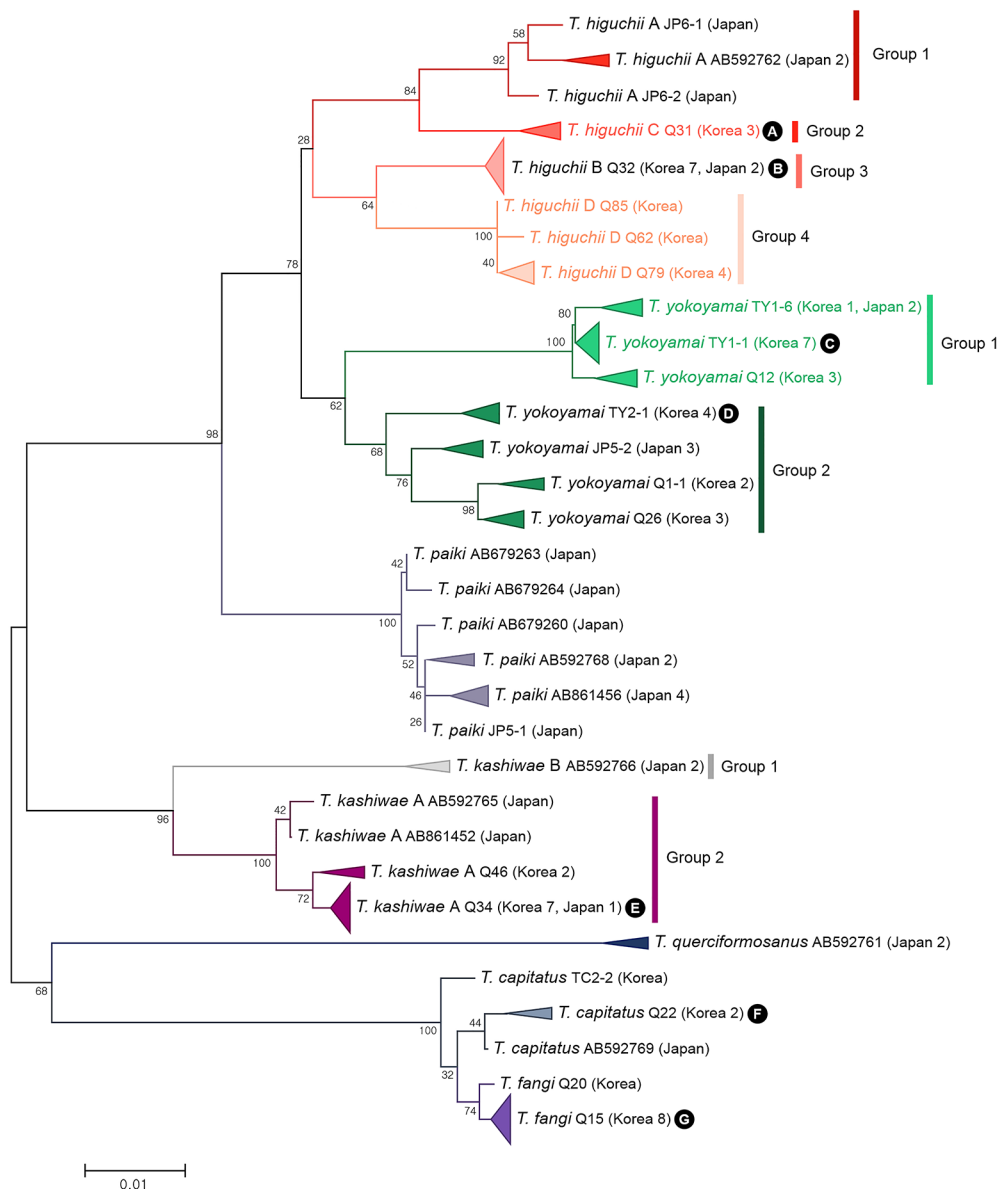 58
T. higuchii A JP6-1 (Japan)
92
T. higuchii A AB592762 (Japan 2)
Group 1
84
T. higuchii A JP6-2 (Japan)
T. higuchii C Q31 (Korea 3) A
Group 2
28
T. higuchii B Q32 (Korea 7, Japan 2) B
Group 3
64
T. higuchii D Q85 (Korea)
100
T. higuchii D Q62 (Korea)
Group 4
40
T. higuchii D Q79 (Korea 4)
78
80
T. yokoyamai TY1-6 (Korea 1, Japan 2)
100
T. yokoyamai TY1-1 (Korea 7) C
Group 1
T. yokoyamai Q12 (Korea 3)
62
T. yokoyamai TY2-1 (Korea 4) D
68
T. yokoyamai JP5-2 (Japan 3)
Group 2
76
T. yokoyamai Q1-1 (Korea 2)
98
T. yokoyamai Q26 (Korea 3)
98
42
T. paiki AB679263 (Japan)
T. paiki AB679264 (Japan)
100
T. paiki AB679260 (Japan)
52
T. paiki AB592768 (Japan 2)
46
T. paiki AB861456 (Japan 4)
26
T. paiki JP5-1 (Japan)
T. kashiwae B AB592766 (Japan 2)
Group 1
96
42
T. kashiwae A AB592765 (Japan)
T. kashiwae A AB861452 (Japan)
100
Group 2
T. kashiwae A Q46 (Korea 2)
72
T. kashiwae A Q34 (Korea 7, Japan 1) E
T. querciformosanus AB592761 (Japan 2)
68
T. capitatus TC2-2 (Korea)
100
44
T. capitatus Q22 (Korea 2) F
T. capitatus AB592769 (Japan)
32
T. fangi Q20 (Korea)
74
T. fangi Q15 (Korea 8) G
0.01